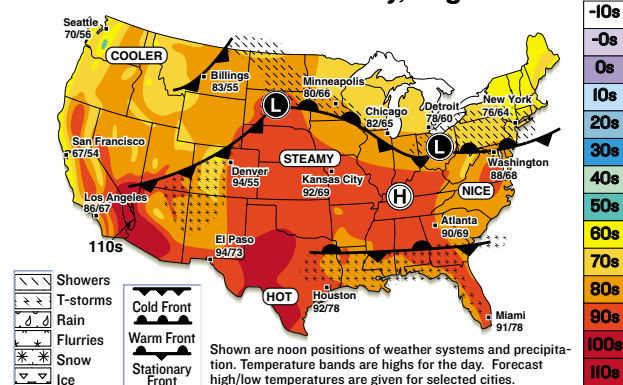 Seattle
70/56
COOLER
Billings
83/55
Minneapolis
80/66
Chicago
82/65
Detroit
78/60
New York
76/64
L
L
San Francisco
67/54
STEAMY
Denver
94/55
Kansas City
92/69
Washington
88/68
H
NICE
Los Angeles
86/67
110s
Atlanta
90/69
El Paso
94/73
HOT
Houston
92/78
Miami
91/78
Showers
T-storms
Rain
Flurries
Snow
Ice
Cold Front
Warm Front
Stationary
Front
Shown are noon positions of weather systems and precipita-
tion. Temperature bands are highs for the day. Forecast
high/low temperatures are given for selected cities.
-10s
-0s
0s
10s
20s
30s
40s
50s
60s
70s
80s
90s
100s
110s